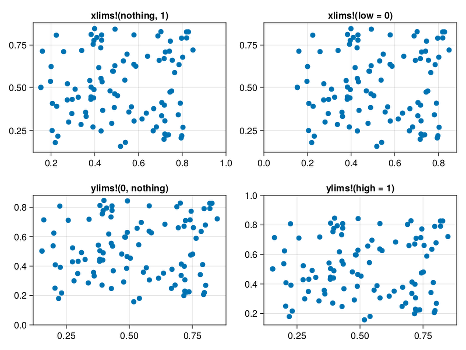 xlims!(nothing, 1)
0.75
0.50
0.25
0.2 0.4 0.6 0.8 1.0
xlims!(low = 0)
0.75
0.50
0.25
0.0 0.2 0.4 0.6 0.8
ylims!(0, nothing)
0.8
0.6
0.4
0.2
0.0
0.25 0.50 0.75
ylims!(high = 1)
1.0
0.8
0.6
0.4
0.2
0.25 0.50 0.75